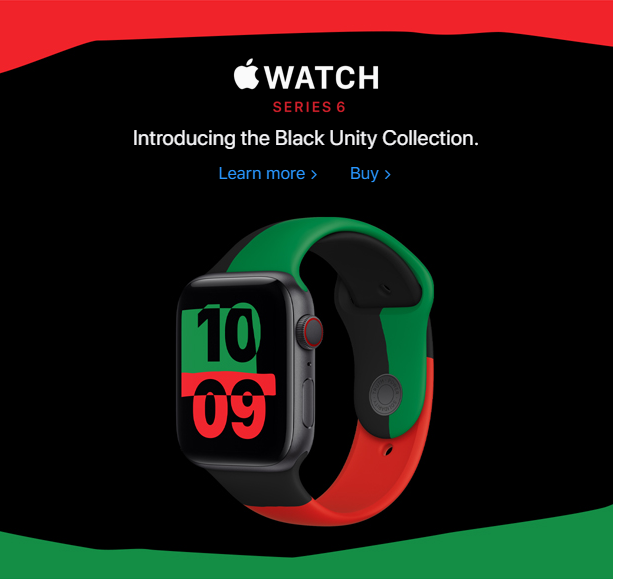 WATCH
SERIES 6
Introducing the Black Unity Collection.
Learn more > Buy >
10
09